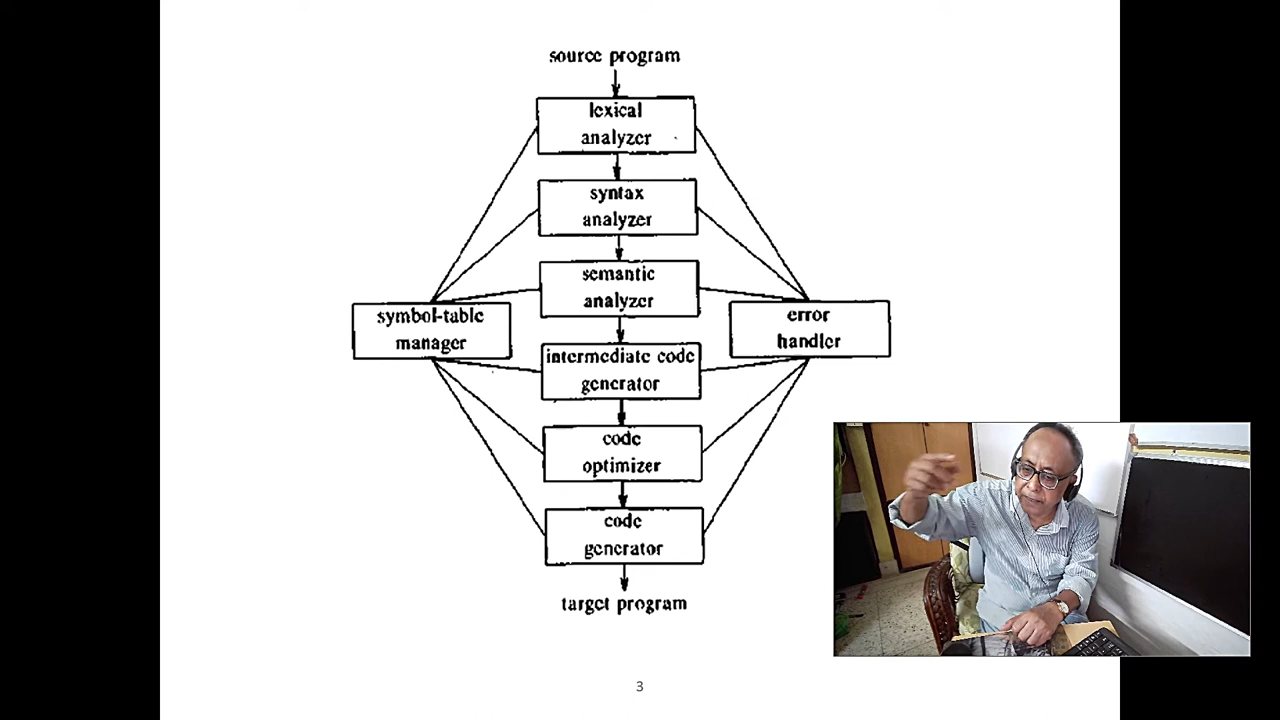 source program
lexical
analyzer
syntax
analyzer
semantic
analyzer
symbol-table
manager
error
handler
intermediate code
generator
code
optimizer
code
generator
target program
3